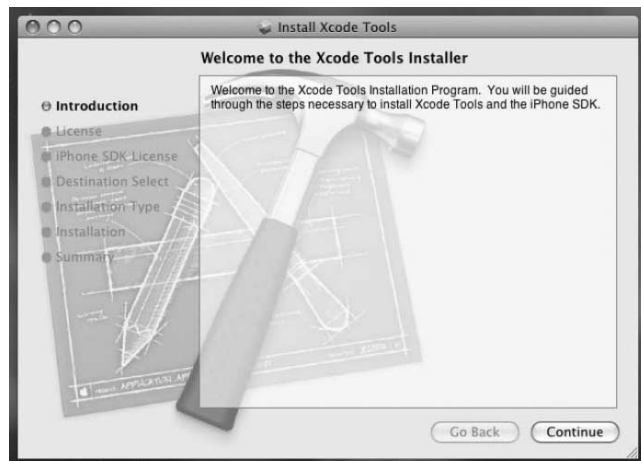 Install Xcode Tools
Welcome to the Xcode Tools Installer
Welcome to the Xcode Tools Installation Program. You will be guided
through the steps necessary to install Xcode Tools and the iPhone SDK.
Introduction
License
iPhone SDK License
Destination Select
Installation Type
Installation
Summary
Go Back
Continue